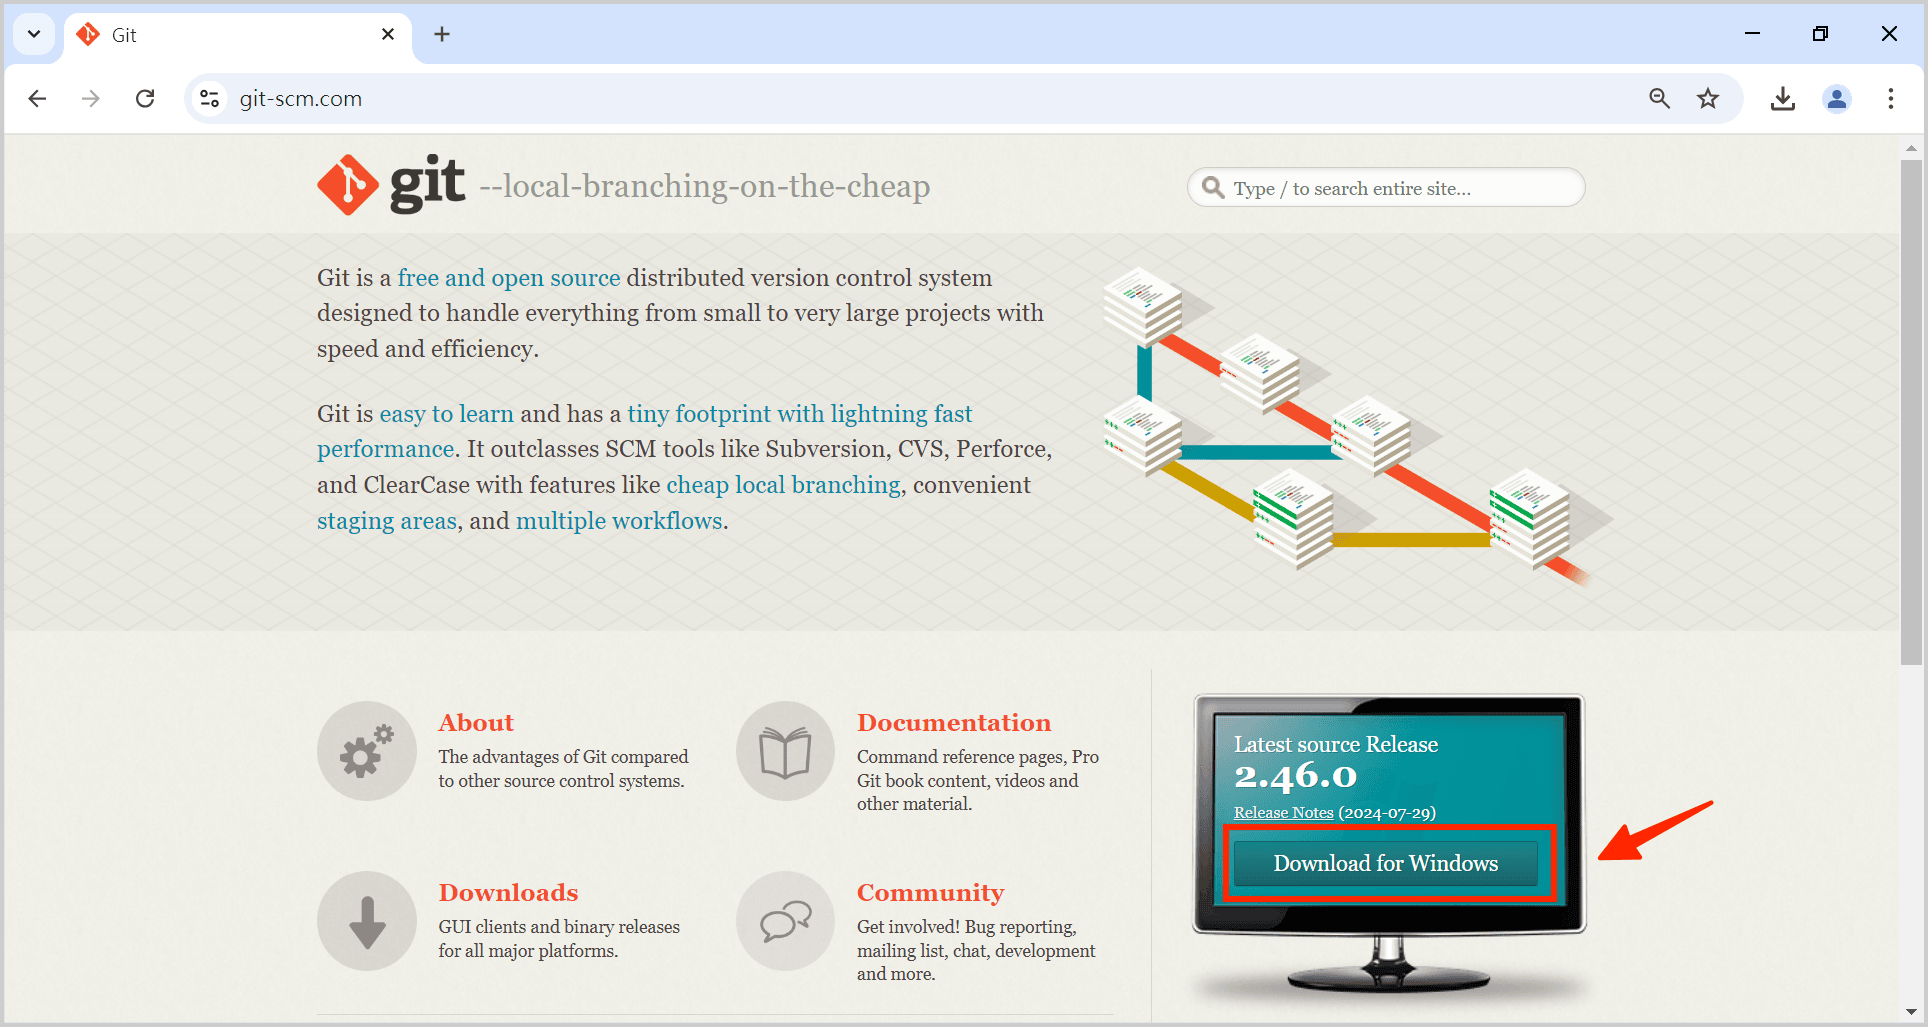 Git
git-scm.com
git --local-branching-on-the-cheap
Type / to search entire site...
Git is a free and open source distributed version control system
designed to handle everything from small to very large projects with
speed and efficiency.
Git is easy to learn and has a tiny footprint with lightning fast
performance. It outclasses SCM tools like Subversion, CVS, Perforce,
and ClearCase with features like cheap local branching, convenient
staging areas, and multiple workflows.
About
The advantages of Git compared
to other source control systems.
Documentation
Command reference pages, Pro
Git book content, videos and
other material.
Downloads
GUI clients and binary releases
for all major platforms.
Community
Get involved! Bug reporting,
mailing list, chat, development
and more.
Latest source Release
2.46.0
Release Notes (2024-07-29)
Download for Windows